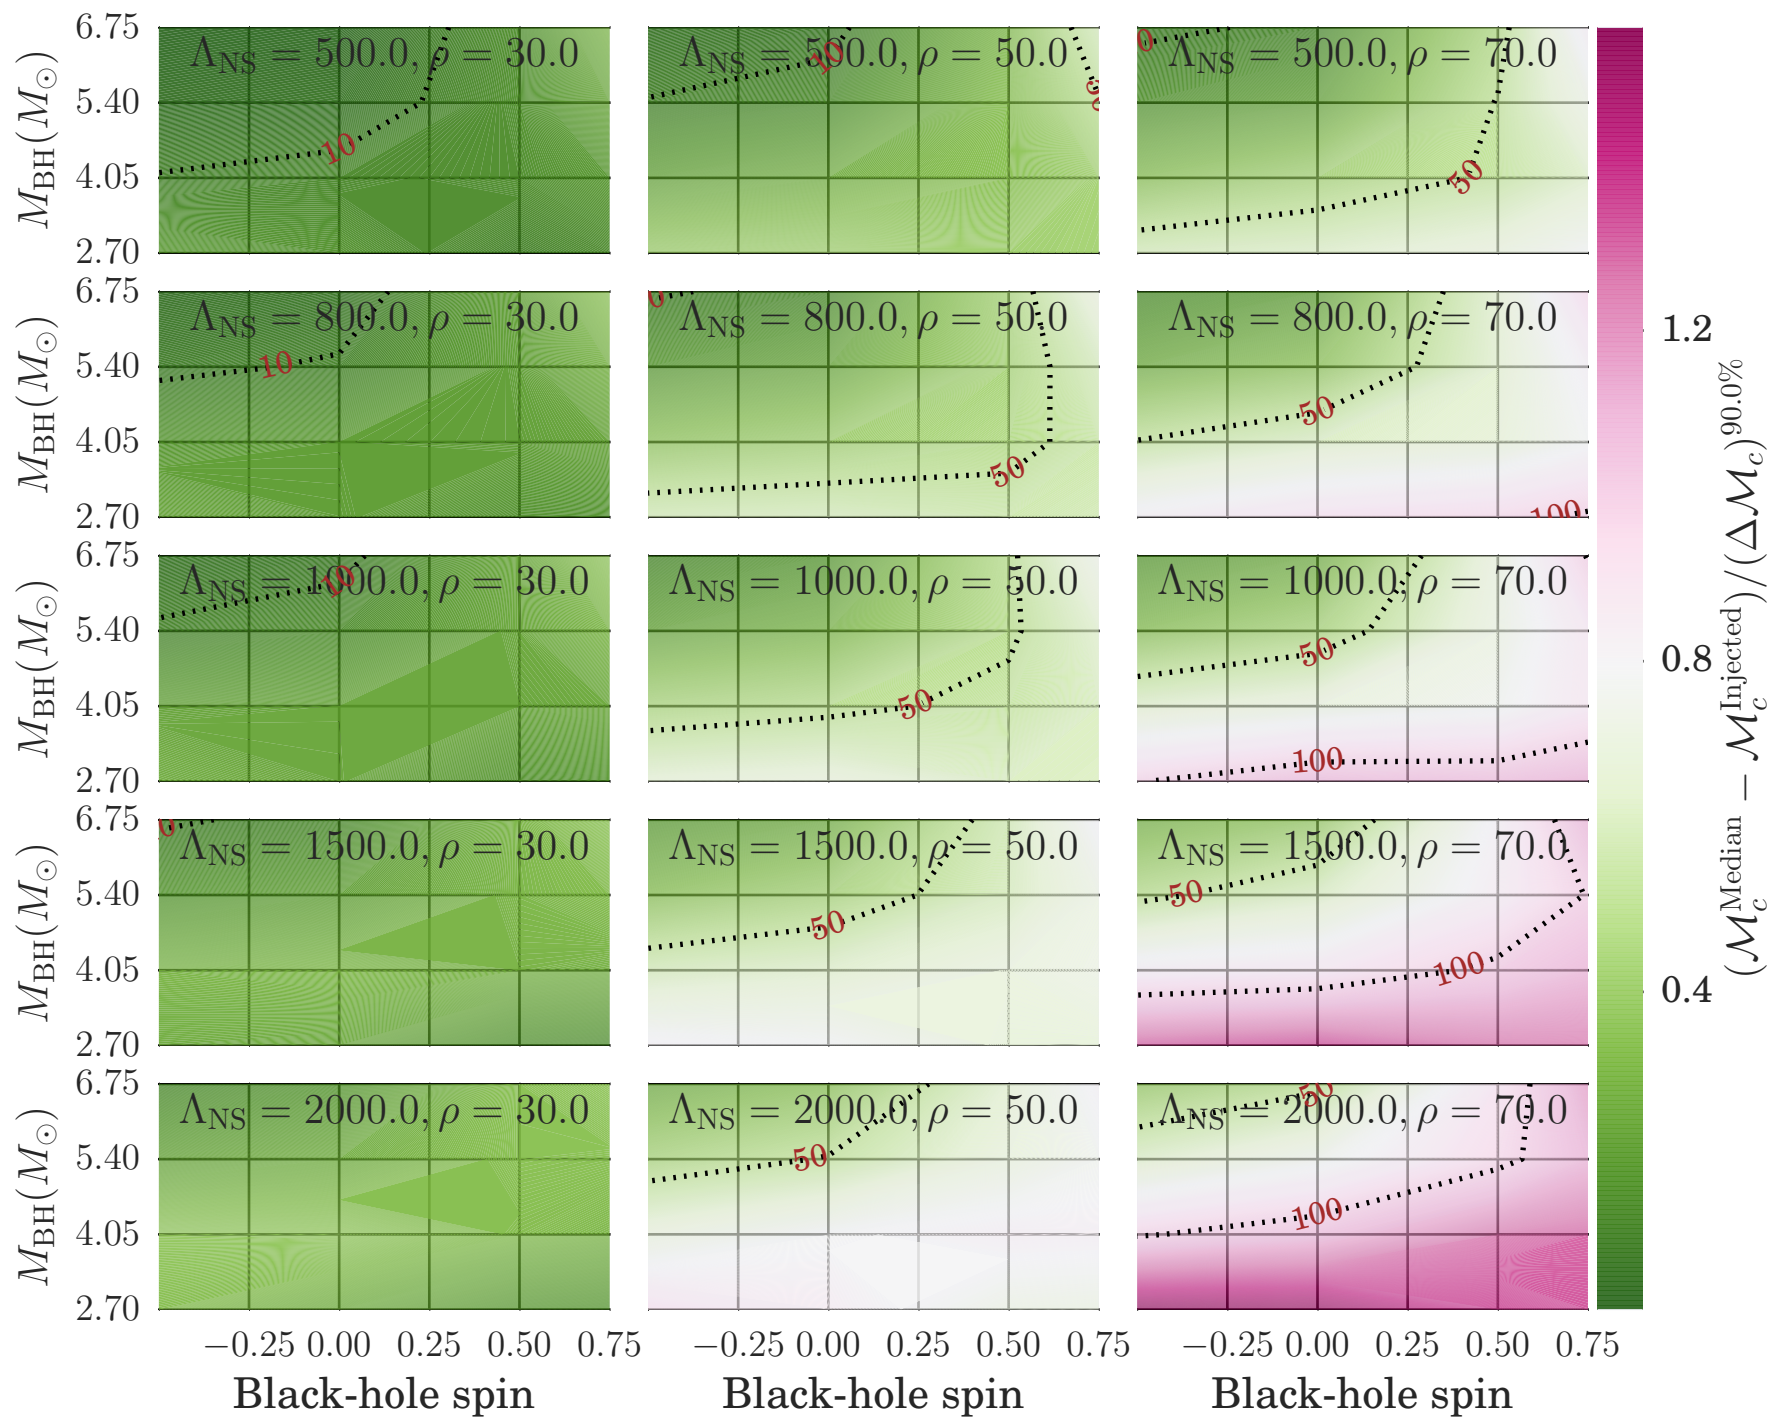 6.75 Λ_NS = 500.0, ρ = 30.0 Λ_NS = 500.0, ρ = 50.0 Λ_NS = 500.0, ρ = 70.0
5.40
4.05
2.70
M_BH(M_⊙)
10
10
50
6.75 Λ_NS = 800.0, ρ = 30.0 Λ_NS = 800.0, ρ = 50.0 Λ_NS = 800.0, ρ = 70.0
5.40
4.05
2.70
M_BH(M_⊙)
10
50
50
100
6.75 Λ_NS = 1000.0, ρ = 30.0 Λ_NS = 1000.0, ρ = 50.0 Λ_NS = 1000.0, ρ = 70.0
5.40
4.05
2.70
M_BH(M_⊙)
10
50
50
100
6.75 Λ_NS = 1500.0, ρ = 30.0 Λ_NS = 1500.0, ρ = 50.0 Λ_NS = 1500.0, ρ = 70.0
5.40
4.05
2.70
M_BH(M_⊙)
50
50
100
6.75 Λ_NS = 2000.0, ρ = 30.0 Λ_NS = 2000.0, ρ = 50.0 Λ_NS = 2000.0, ρ = 70.0
5.40
4.05
2.70
M_BH(M_⊙)
50
50
100
−0.25 0.00 0.25 0.50 0.75 −0.25 0.00 0.25 0.50 0.75 −0.25 0.00 0.25 0.50 0.75
Black-hole spin Black-hole spin Black-hole spin
1.2
0.8
0.4
(ℳ_c^Median − ℳ_c^Injected)/(Δℳ_c)^90.0%